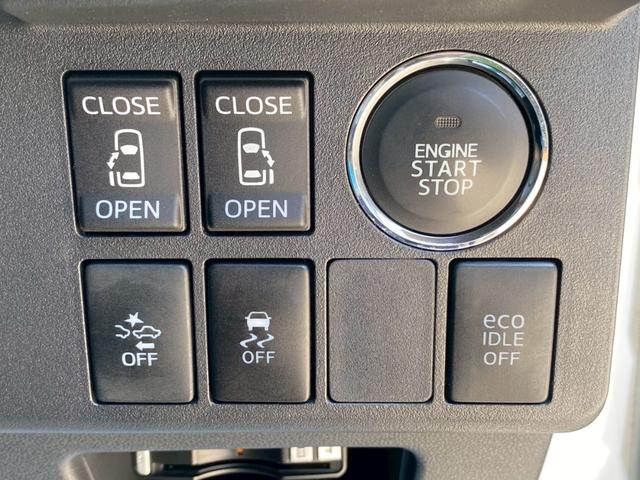 CLOSE
OPEN
CLOSE
OPEN
ENGINE
START
STOP
OFF
OFF
eco
IDLE
OFF